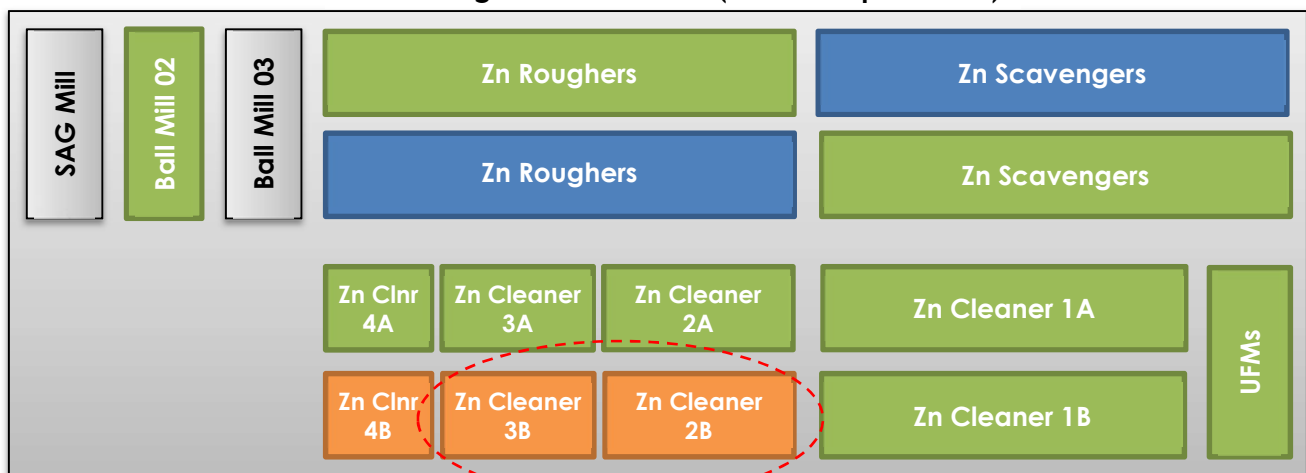 SAG Mill
Ball Mill 02
Ball Mill 03
Zn Roughers
Zn Scavengers
Zn Roughers
Zn Scavengers
Zn Clnr
4A
Zn Cleaner
3A
Zn Cleaner
2A
Zn Cleaner 1A
UFMs
Zn Clnr
4B
Zn Cleaner
3B
Zn Cleaner
2B
Zn Cleaner 1B